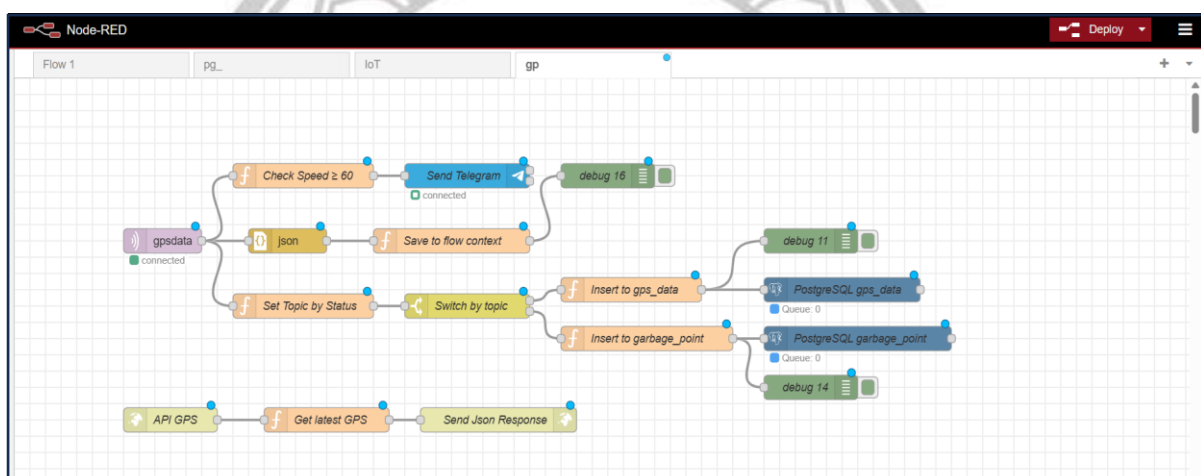 Node-RED
Deploy
Flow 1
pg_
IoT
gp
Check Speed ≥ 60
Send Telegram
debug 16
connected
gpsdata
json
Save to flow context
debug 11
connected
Set Topic by Status
Switch by topic
Insert to gps_data
PostgreSQL gps_data
Queue: 0
Insert to garbage_point
PostgreSQL garbage_point
Queue: 0
debug 14
API GPS
Get latest GPS
Send Json Response